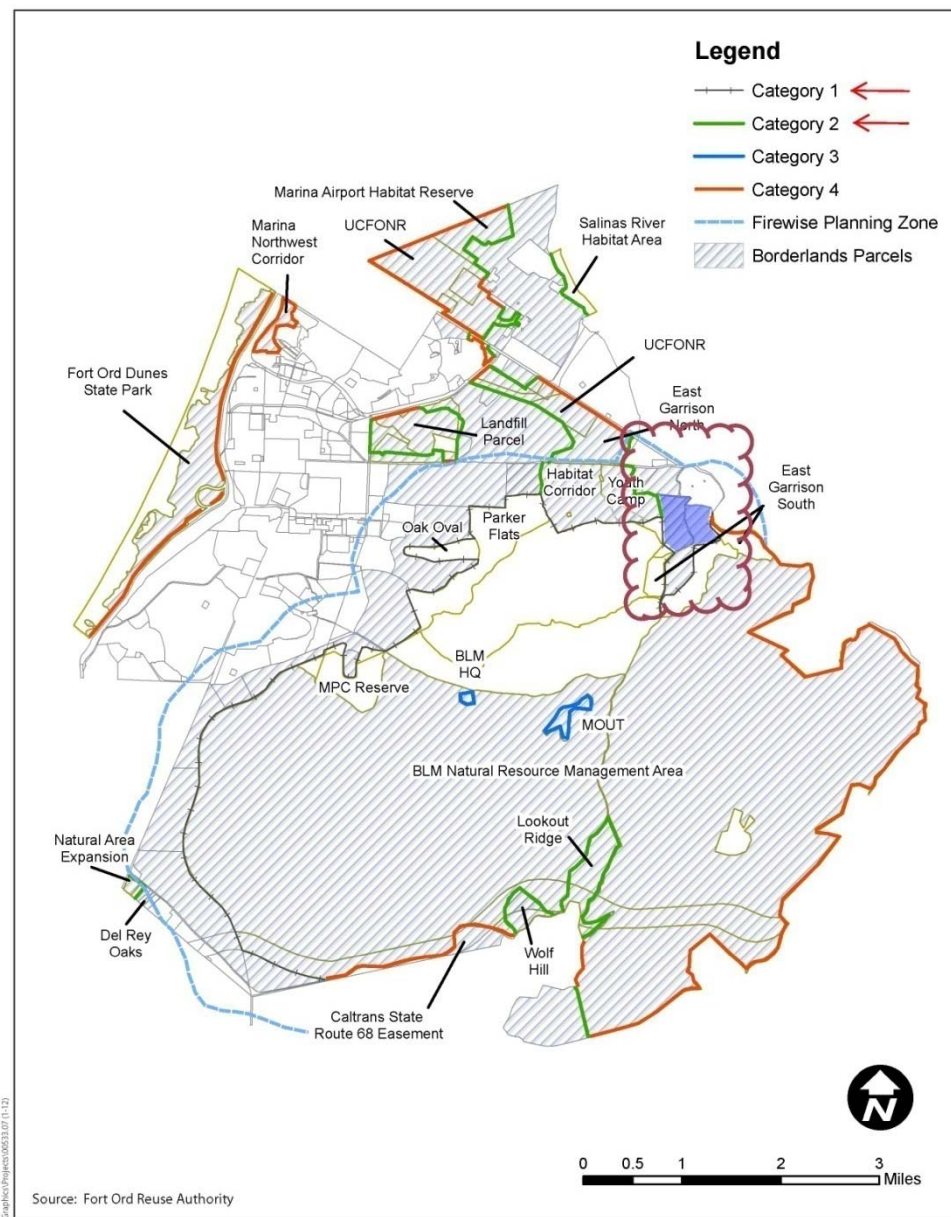 Legend
Category 1
Category 2
Category 3
Category 4
Firewise Planning Zone
Borderlands Parcels
Marina Airport Habitat Reserve
UCFONR
Marina
Northwest
Corridor
Salinas River
Habitat Area
UCFONR
Fort Ord Dunes
State Park
East
Garrison
North
Landfill
Parcel
East
Garrison
South
Habitat
Corridor
Youth
Camp
Oak Oval
Parker
Flats
BLM
HQ
MPC Reserve
MOUT
BLM Natural Resource Management Area
Lookout
Ridge
Natural Area
Expansion
Del Rey
Oaks
Wolf
Hill
Caltrans State
Route 68 Easement
N
0 0.5 1 2 3
Miles
Source: Fort Ord Reuse Authority